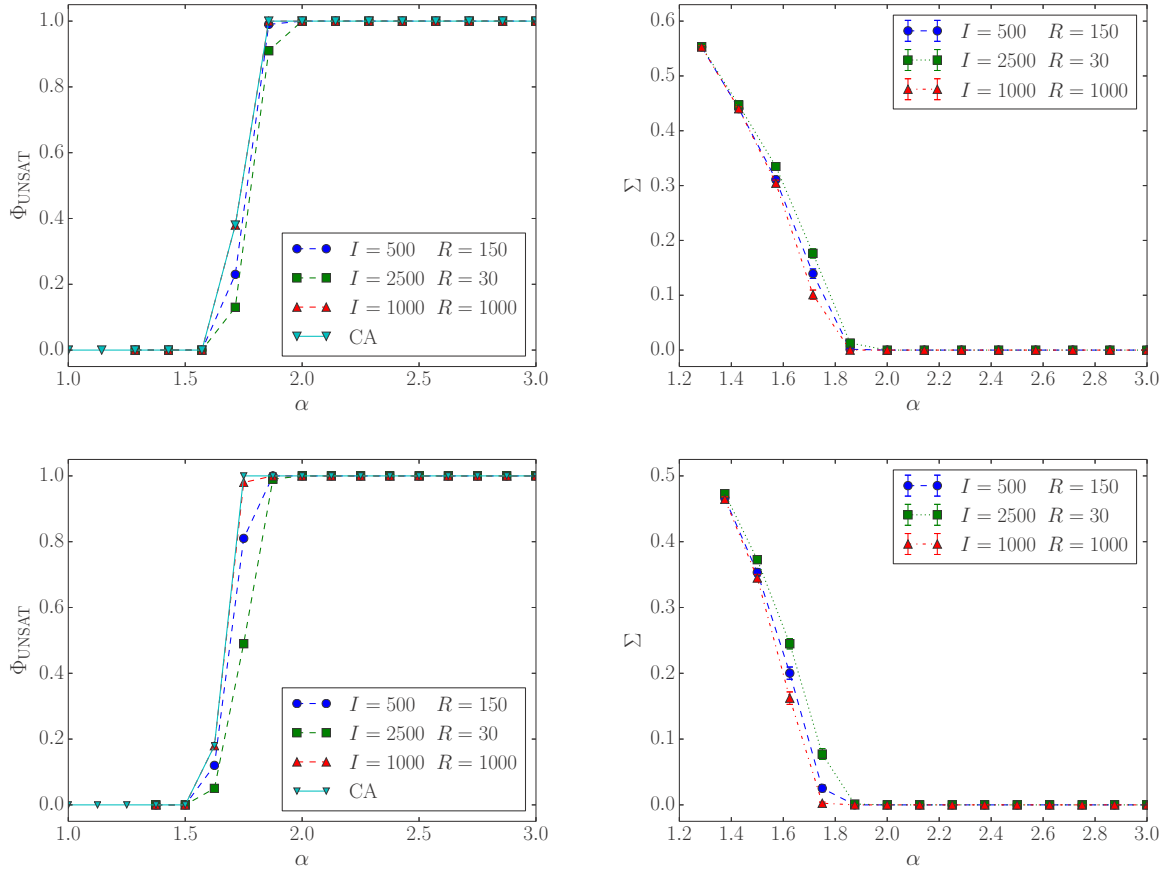 1.0
0.8
0.6
0.4
0.2
0.0
Φ_UNSAT
1.0 1.5 2.0 2.5 3.0
α
I = 500 R = 150
I = 2500 R = 30
I = 1000 R = 1000
CA
0.6
0.5
0.4
0.3
0.2
0.1
0.0
Σ
1.2 1.4 1.6 1.8 2.0 2.2 2.4 2.6 2.8 3.0
α
I = 500 R = 150
I = 2500 R = 30
I = 1000 R = 1000
1.0
0.8
0.6
0.4
0.2
0.0
Φ_UNSAT
1.0 1.5 2.0 2.5 3.0
α
I = 500 R = 150
I = 2500 R = 30
I = 1000 R = 1000
CA
0.5
0.4
0.3
0.2
0.1
0.0
Σ
1.2 1.4 1.6 1.8 2.0 2.2 2.4 2.6 2.8 3.0
α
I = 500 R = 150
I = 2500 R = 30
I = 1000 R = 1000